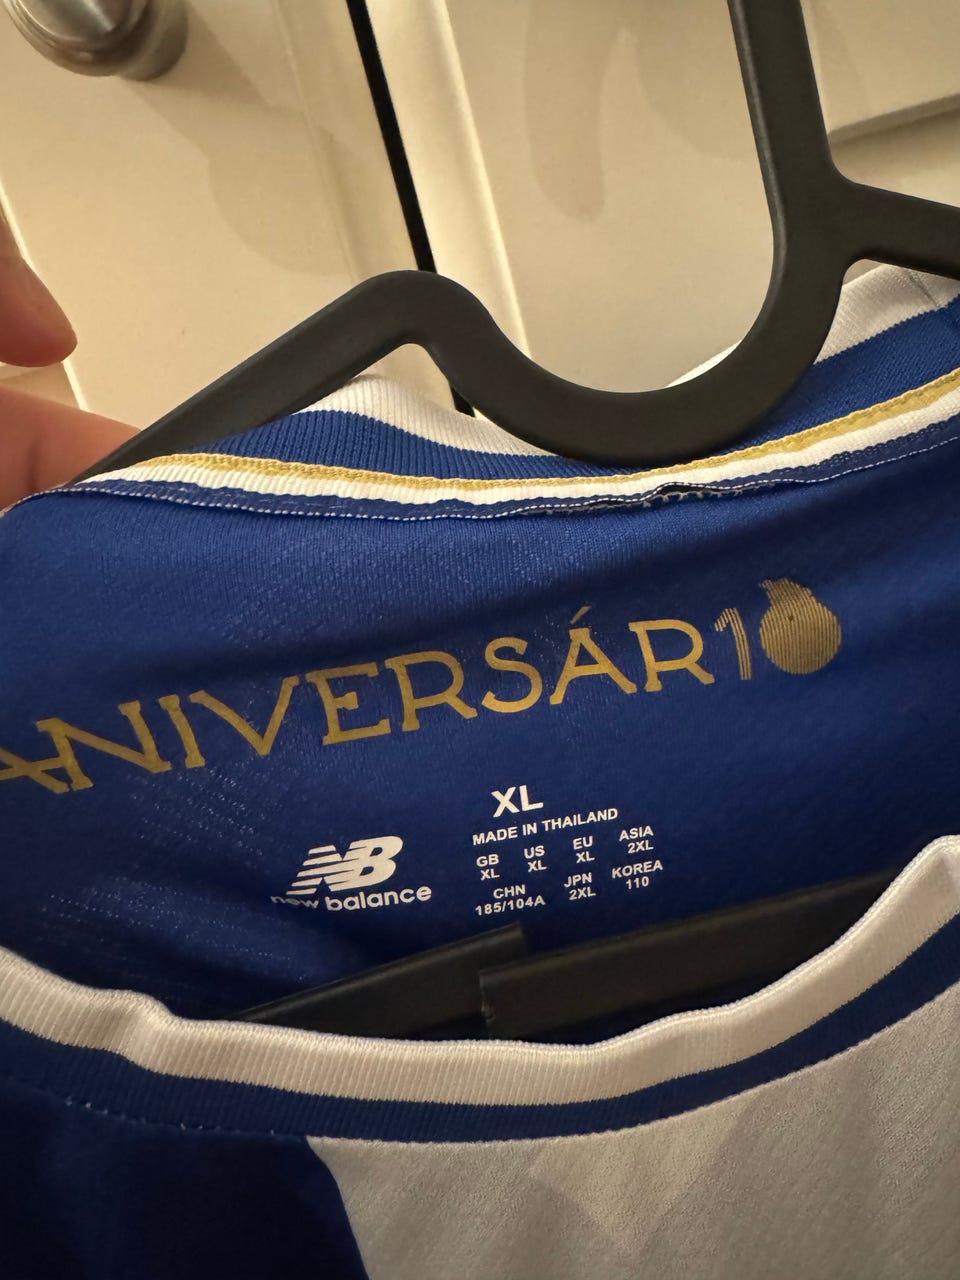 ANIVERSÁR10
XL
MADE IN THAILAND
GB US EU ASIA
XL XL XL 2XL
CHN JPN KOREA
185/104A 2XL 110
NB
new balance